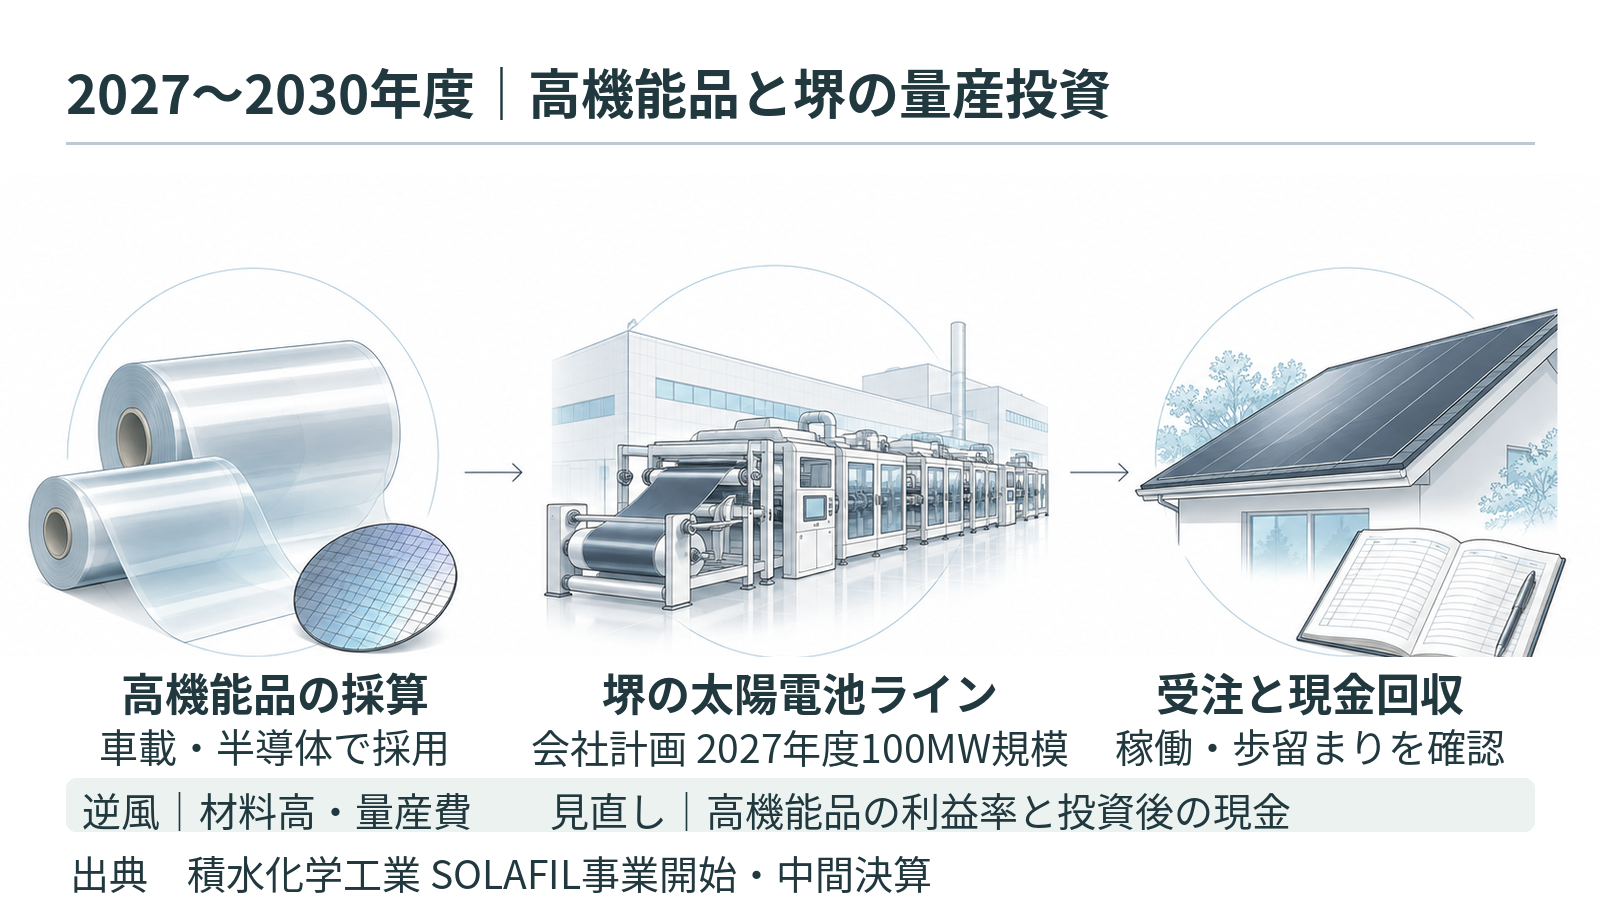 2027～2030年度｜高機能品と堺の量産投資
高機能品の採算
車載・半導体で採用
堺の太陽電池ライン
会社計画 2027年度100MW規模
受注と現金回収
稼働・歩留まりを確認
逆風｜材料高・量産費　見直し｜高機能品の利益率と投資後の現金
出典　積水化学工業 SOLAFIL事業開始・中間決算